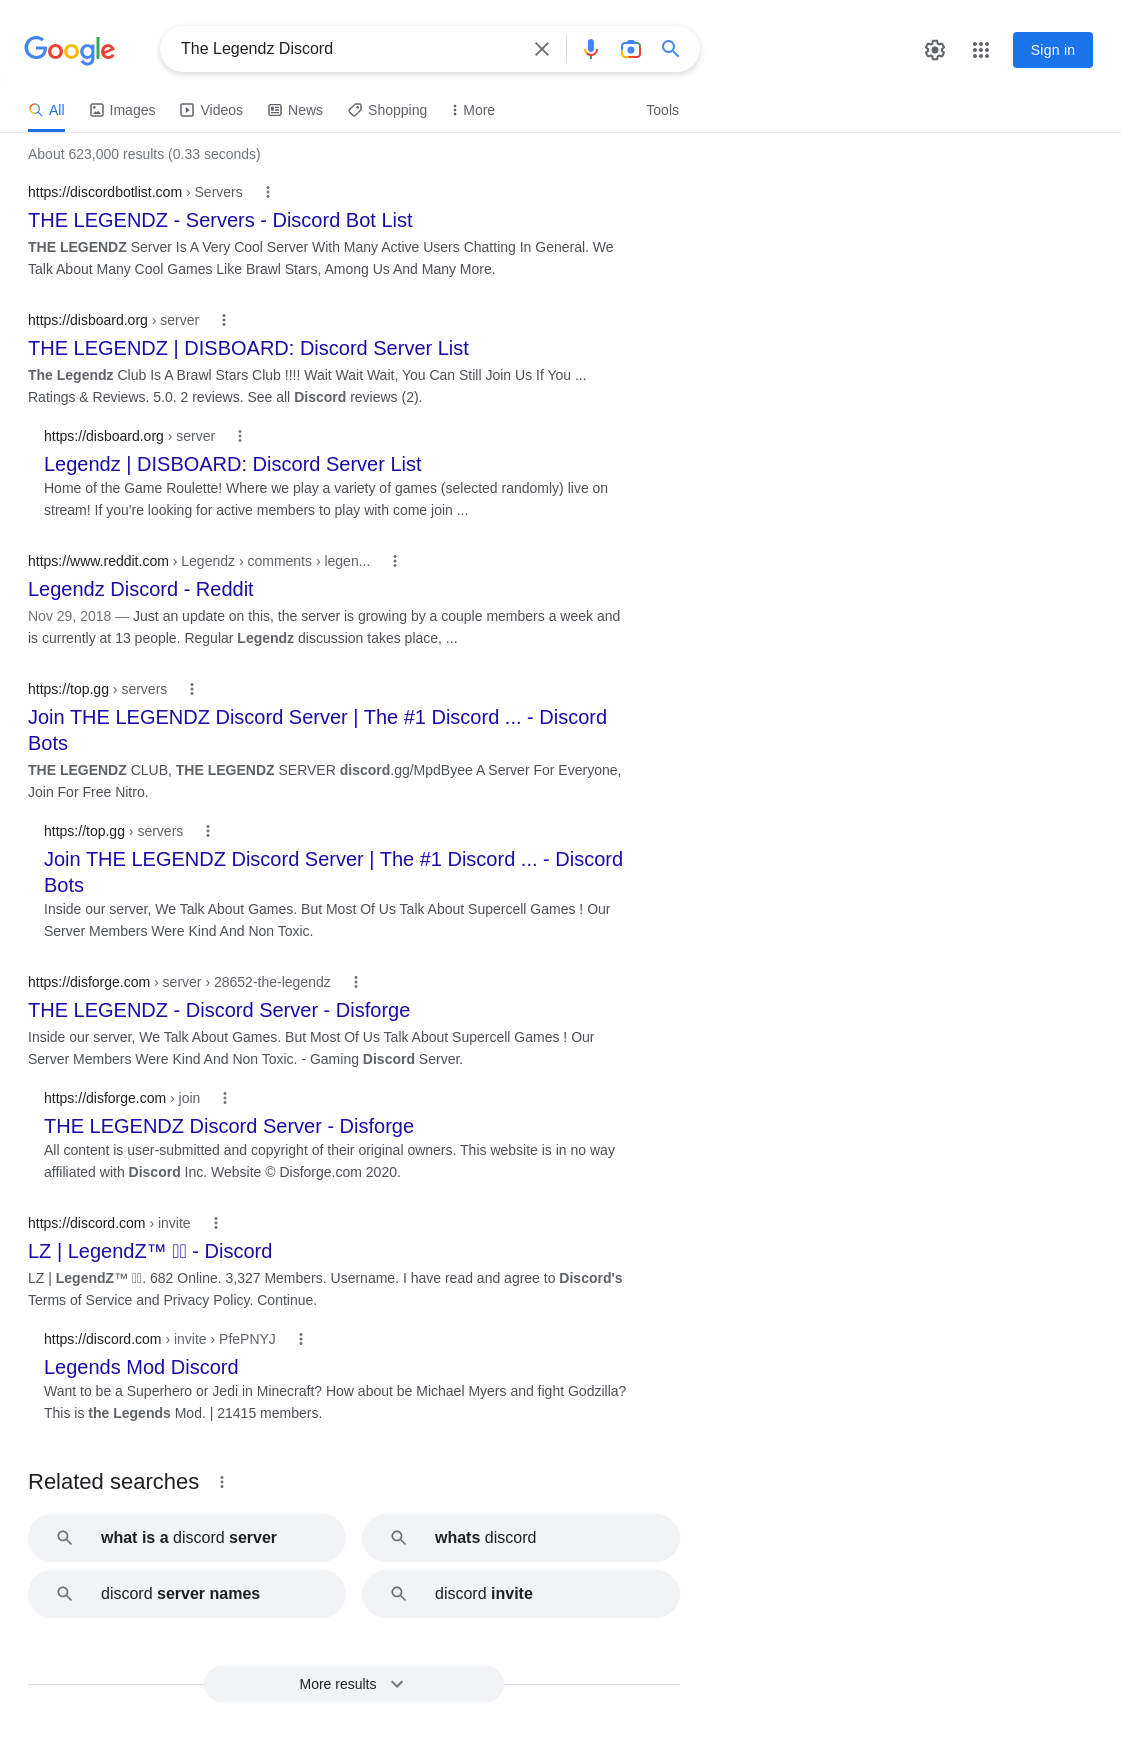 Google
The Legendz Discord
Sign in
All
Images
Videos
News
Shopping
More
Tools
About 623,000 results (0.33 seconds)
https://discordbotlist.com › Servers
THE LEGENDZ - Servers - Discord Bot List
THE LEGENDZ Server Is A Very Cool Server With Many Active Users Chatting In General. We
Talk About Many Cool Games Like Brawl Stars, Among Us And Many More.
https://disboard.org › server
THE LEGENDZ | DISBOARD: Discord Server List
The Legendz Club Is A Brawl Stars Club !!!! Wait Wait Wait, You Can Still Join Us If You ...
Ratings & Reviews. 5.0. 2 reviews. See all Discord reviews (2).
https://disboard.org › server
Legendz | DISBOARD: Discord Server List
Home of the Game Roulette! Where we play a variety of games (selected randomly) live on
stream! If you're looking for active members to play with come join ...
https://www.reddit.com › Legendz › comments › legen...
Legendz Discord - Reddit
Nov 29, 2018 — Just an update on this, the server is growing by a couple members a week and
is currently at 13 people. Regular Legendz discussion takes place, ...
https://top.gg › servers
Join THE LEGENDZ Discord Server | The #1 Discord ... - Discord
Bots
THE LEGENDZ CLUB, THE LEGENDZ SERVER discord.gg/MpdByee A Server For Everyone,
Join For Free Nitro.
https://top.gg › servers
Join THE LEGENDZ Discord Server | The #1 Discord ... - Discord
Bots
Inside our server, We Talk About Games. But Most Of Us Talk About Supercell Games ! Our
Server Members Were Kind And Non Toxic.
https://disforge.com › server › 28652-the-legendz
THE LEGENDZ - Discord Server - Disforge
Inside our server, We Talk About Games. But Most Of Us Talk About Supercell Games ! Our
Server Members Were Kind And Non Toxic. - Gaming Discord Server.
https://disforge.com › join
THE LEGENDZ Discord Server - Disforge
All content is user-submitted and copyright of their original owners. This website is in no way
affiliated with Discord Inc. Website © Disforge.com 2020.
https://discord.com › invite
LZ | LegendZ™ - Discord
LZ | LegendZ™ . 682 Online. 3,327 Members. Username. I have read and agree to Discord's
Terms of Service and Privacy Policy. Continue.
https://discord.com › invite › PfePNYJ
Legends Mod Discord
Want to be a Superhero or Jedi in Minecraft? How about be Michael Myers and fight Godzilla?
This is the Legends Mod. | 21415 members.
Related searches
what is a discord server
whats discord
discord server names
discord invite
More results